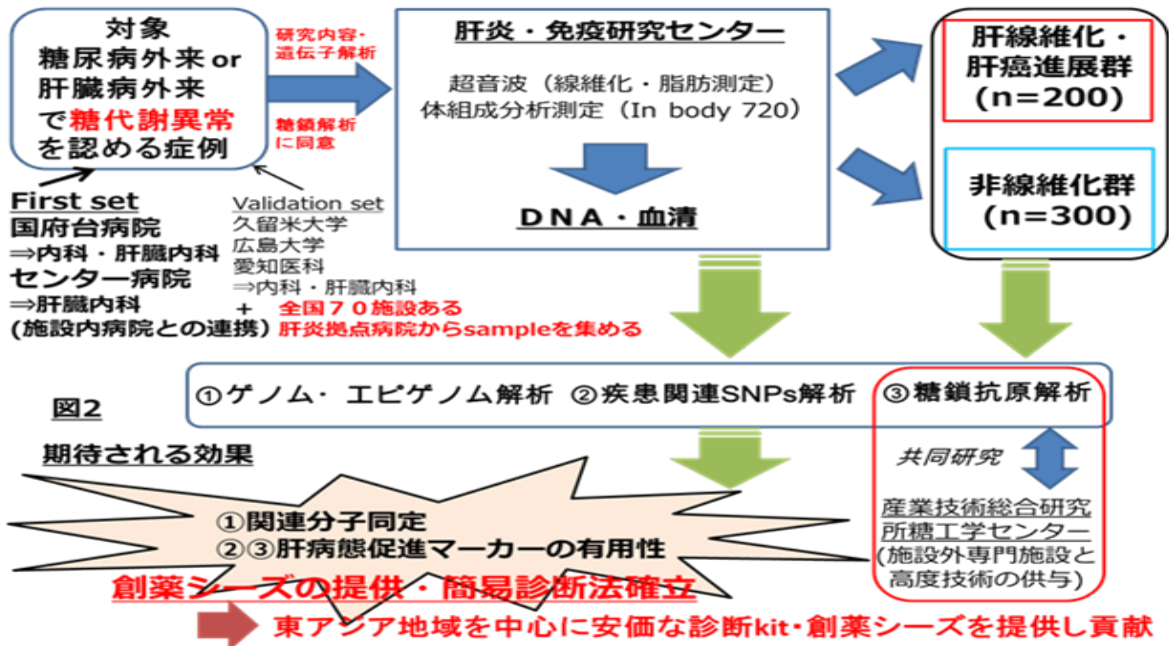 対象
糖尿病外来or
肝臓病外来
で糖代謝異常
を認める症例
研究内容・
遺伝子解析
糖鎖解析
に同意
肝炎・免疫研究センター
超音波（線維化・脂肪測定）
体組成分析測定（In body 720）
DNA・血清
肝線維化・
肝癌進展群
(n=200)
非線維化群
(n=300)
First set
国府台病院
⇒内科・肝臓内科
センター病院
⇒肝臓内科
(施設内病院との連携)
Validation set
久留米大学
広島大学
愛知医科
⇒内科・肝臓内科
+ 全国７０施設ある
肝炎拠点病院からsampleを集める
①ゲノム・エピゲノム解析 ②疾患関連SNPs解析 ③糖鎖抗原解析
図2
期待される効果
共同研究
産業技術総合研究
所糖工学センター
(施設外専門施設と
高度技術の供与)
①関連分子同定
②③肝病態促進マーカーの有用性
創薬シーズの提供・簡易診断法確立
東アジア地域を中心に安価な診断kit・創薬シーズを提供し貢献